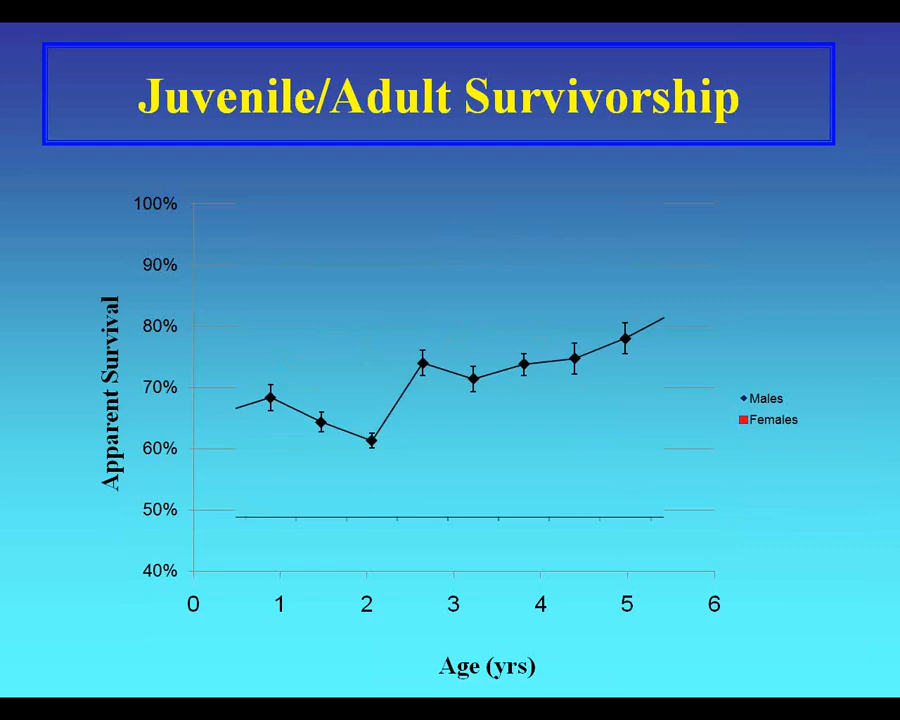 Juvenile/Adult Survivorship
100%
90%
80%
70%
60%
50%
40%
Apparent Survival
0 1 2 3 4 5 6
Age (yrs)
Males
Females